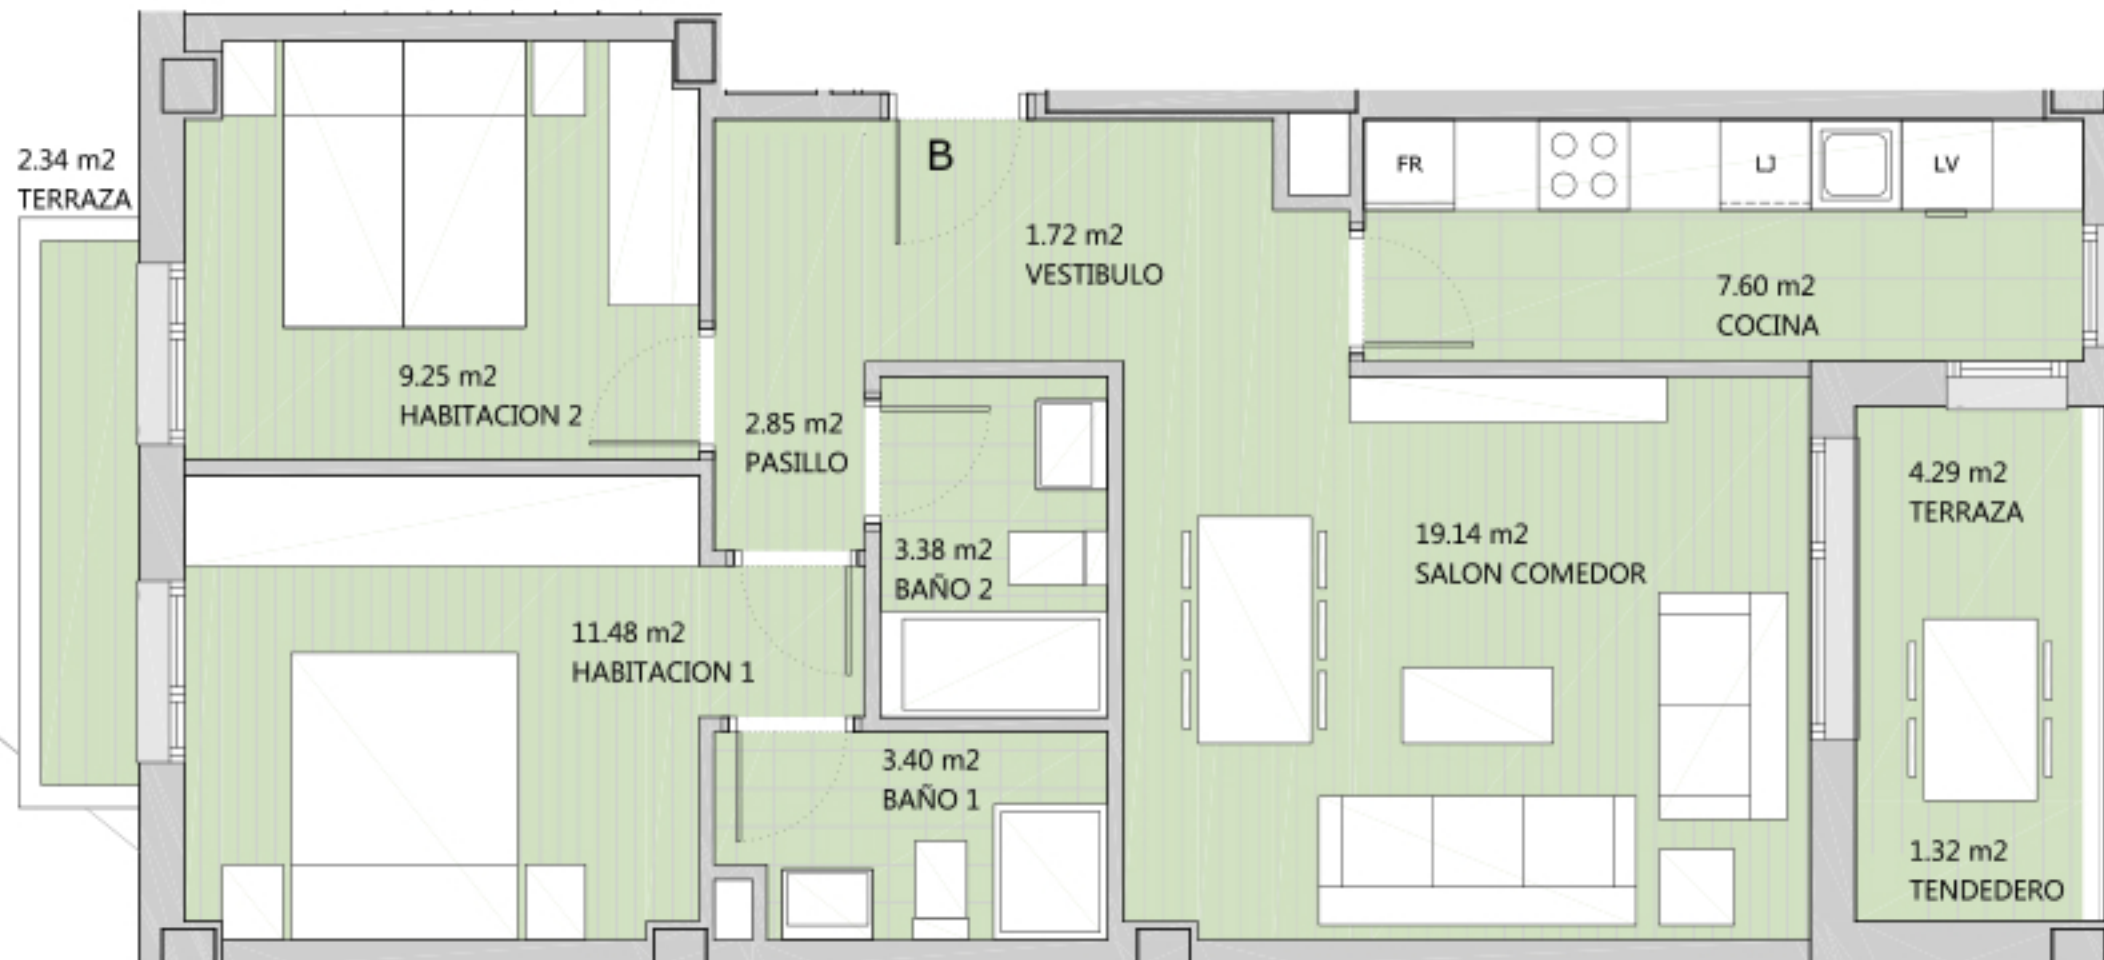 2.34 m2
TERRAZA
B
1.72 m2
VESTIBULO
FR
LJ
LV
7.60 m2
COCINA
9.25 m2
HABITACION 2
2.85 m2
PASILLO
3.38 m2
BAÑO 2
19.14 m2
SALON COMEDOR
4.29 m2
TERRAZA
11.48 m2
HABITACION 1
3.40 m2
BAÑO 1
1.32 m2
TENDEDERO